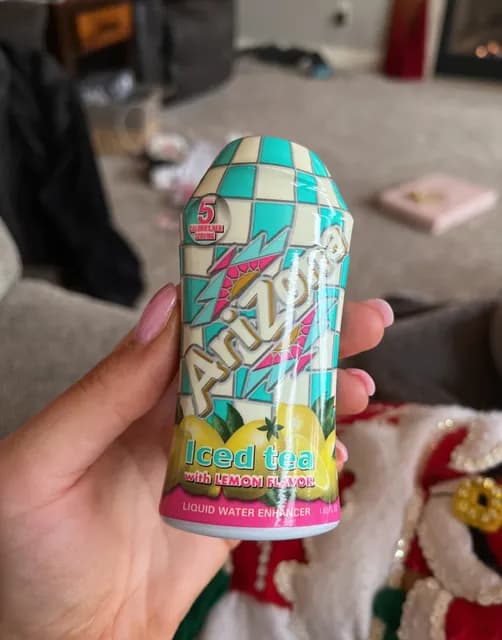 5
AriZona
Iced tea
with LEMON FLAVOR
LIQUID WATER ENHANCER